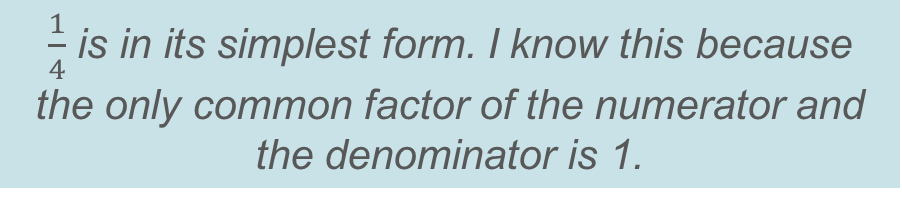 1/4 is in its simplest form. I know this because
the only common factor of the numerator and
the denominator is 1.